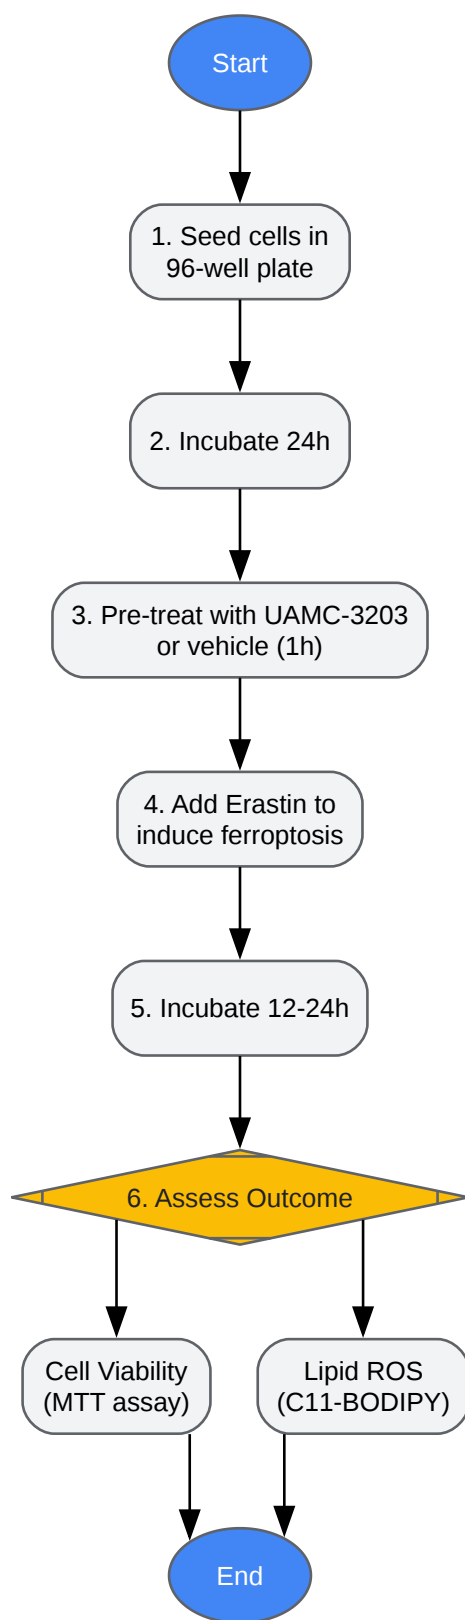 Start
1. Seed cells in
96-well plate
2. Incubate 24h
3. Pre-treat with UAMC-3203
or vehicle (1h)
4. Add Erastin to
induce ferroptosis
5. Incubate 12-24h
6. Assess Outcome
Cell Viability
(MTT assay)
Lipid ROS
(C11-BODIPY)
End